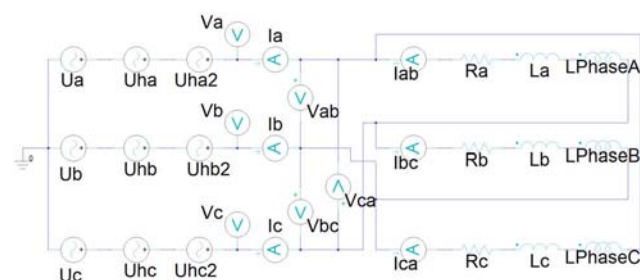 Va Ia
Ua Uha Uha2 Vab Iab Ra La LPhaseA
Vb Ib
Ub Uhb Uhb2 Ibc Rb Lb LPhaseB
Vca
Vc Ic Vbc
Uc Uhc Uhc2 Ica Rc Lc LPhaseC